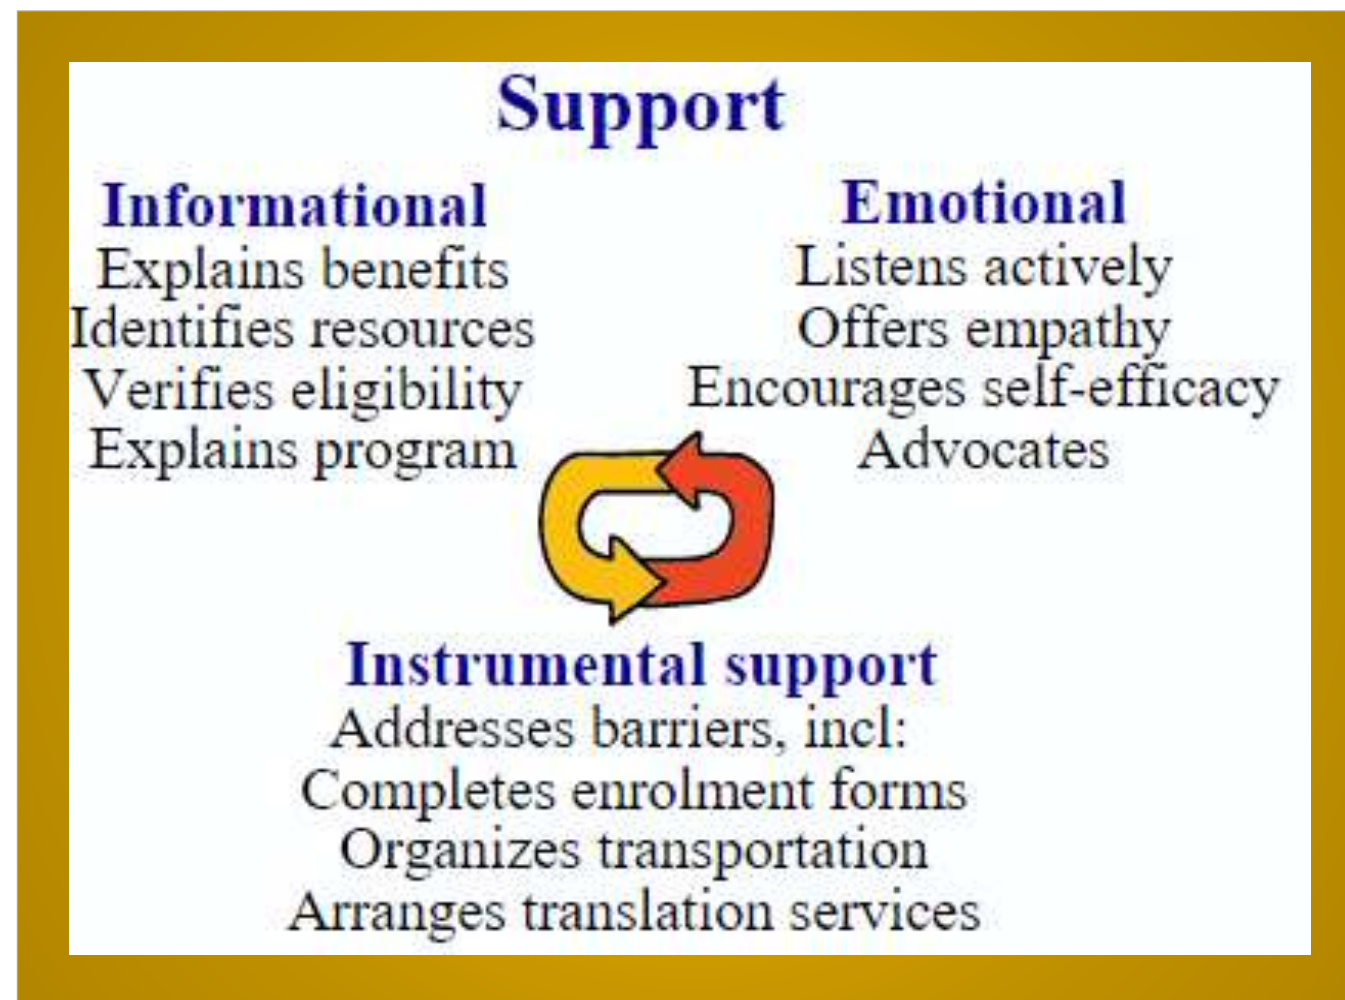 Support
Informational
Explains benefits
Identifies resources
Verifies eligibility
Explains program
Emotional
Listens actively
Offers empathy
Encourages self-efficacy
Advocates
Instrumental support
Addresses barriers, incl:
Completes enrolment forms
Organizes transportation
Arranges translation services